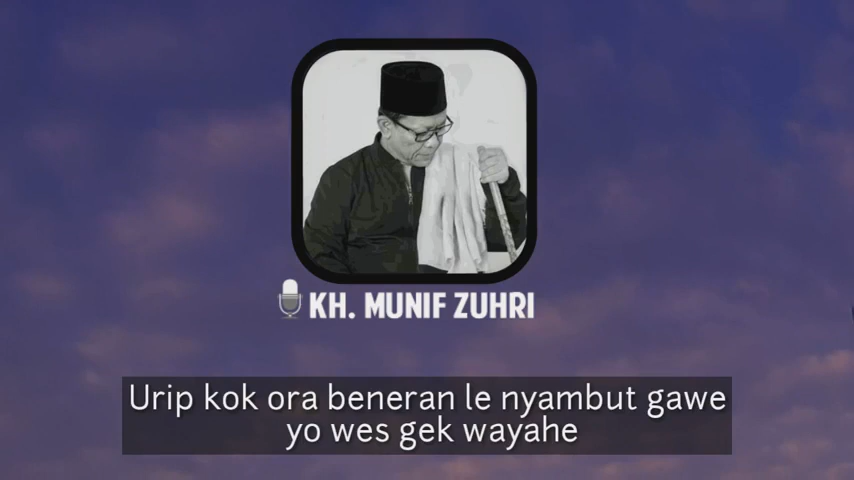 KH. MUNIF ZUHRI
Urip kok ora beneran le nyambut gawe
yo wes gek wayahe